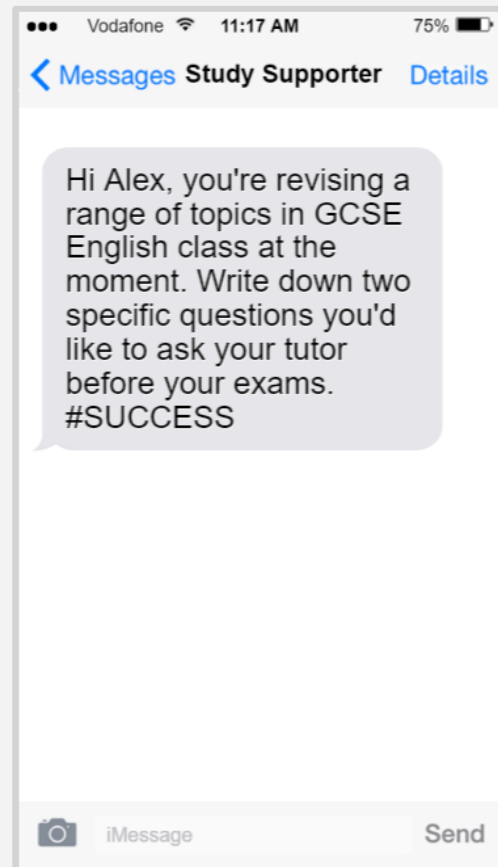 Vodafone 11:17 AM 75%
Messages Study Supporter Details
Hi Alex, you're revising a
range of topics in GCSE
English class at the
moment. Write down two
specific questions you'd
like to ask your tutor
before your exams.
#SUCCESS
iMessage Send